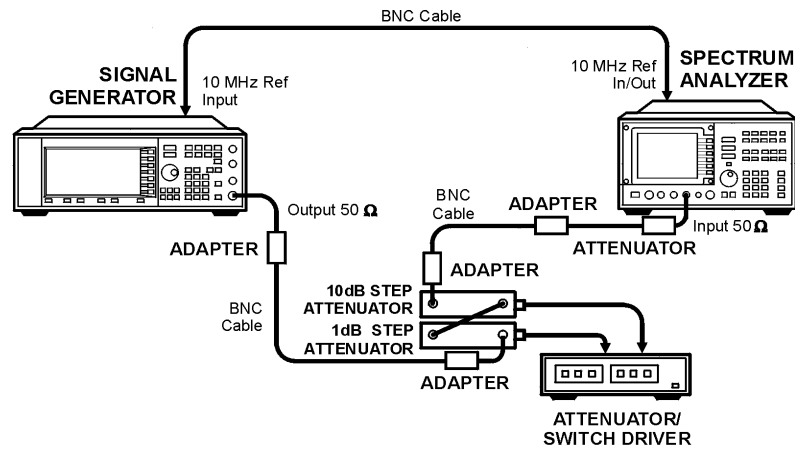 BNC Cable
SIGNAL
GENERATOR
10 MHz Ref
Input
10 MHz Ref
In/Out
SPECTRUM
ANALYZER
Output 50 Ω
ADAPTER
BNC
Cable
ADAPTER
ATTENUATOR
Input 50Ω
ADAPTER
BNC
Cable
10dB STEP
ATTENUATOR
1dB STEP
ATTENUATOR
ADAPTER
ATTENUATOR/
SWITCH DRIVER